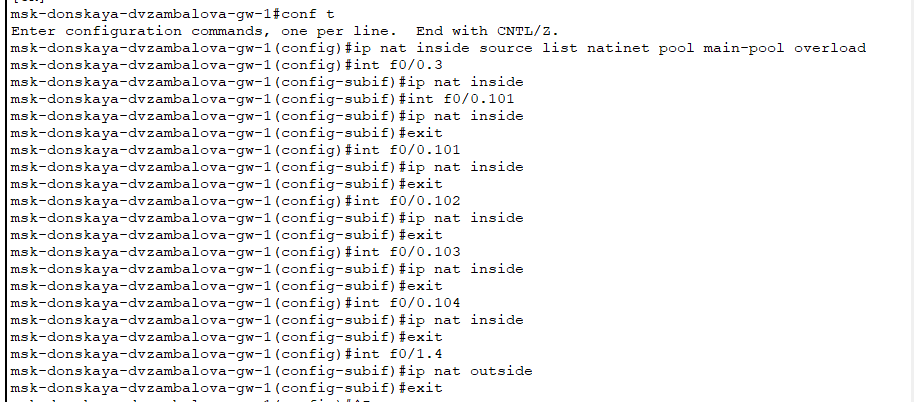 msk-donskaya-dvzambalova-gw-1#conf t
Enter configuration commands, one per line.  End with CNTL/Z.
msk-donskaya-dvzambalova-gw-1(config)#ip nat inside source list natinet pool main-pool overload
msk-donskaya-dvzambalova-gw-1(config)#int f0/0.3
msk-donskaya-dvzambalova-gw-1(config-subif)#ip nat inside
msk-donskaya-dvzambalova-gw-1(config-subif)#int f0/0.101
msk-donskaya-dvzambalova-gw-1(config-subif)#ip nat inside
msk-donskaya-dvzambalova-gw-1(config-subif)#exit
msk-donskaya-dvzambalova-gw-1(config)#int f0/0.101
msk-donskaya-dvzambalova-gw-1(config-subif)#ip nat inside
msk-donskaya-dvzambalova-gw-1(config-subif)#exit
msk-donskaya-dvzambalova-gw-1(config)#int f0/0.102
msk-donskaya-dvzambalova-gw-1(config-subif)#ip nat inside
msk-donskaya-dvzambalova-gw-1(config-subif)#exit
msk-donskaya-dvzambalova-gw-1(config)#int f0/0.103
msk-donskaya-dvzambalova-gw-1(config-subif)#ip nat inside
msk-donskaya-dvzambalova-gw-1(config-subif)#exit
msk-donskaya-dvzambalova-gw-1(config)#int f0/0.104
msk-donskaya-dvzambalova-gw-1(config-subif)#ip nat inside
msk-donskaya-dvzambalova-gw-1(config-subif)#exit
msk-donskaya-dvzambalova-gw-1(config)#int f0/1.4
msk-donskaya-dvzambalova-gw-1(config-subif)#ip nat outside
msk-donskaya-dvzambalova-gw-1(config-subif)#exit